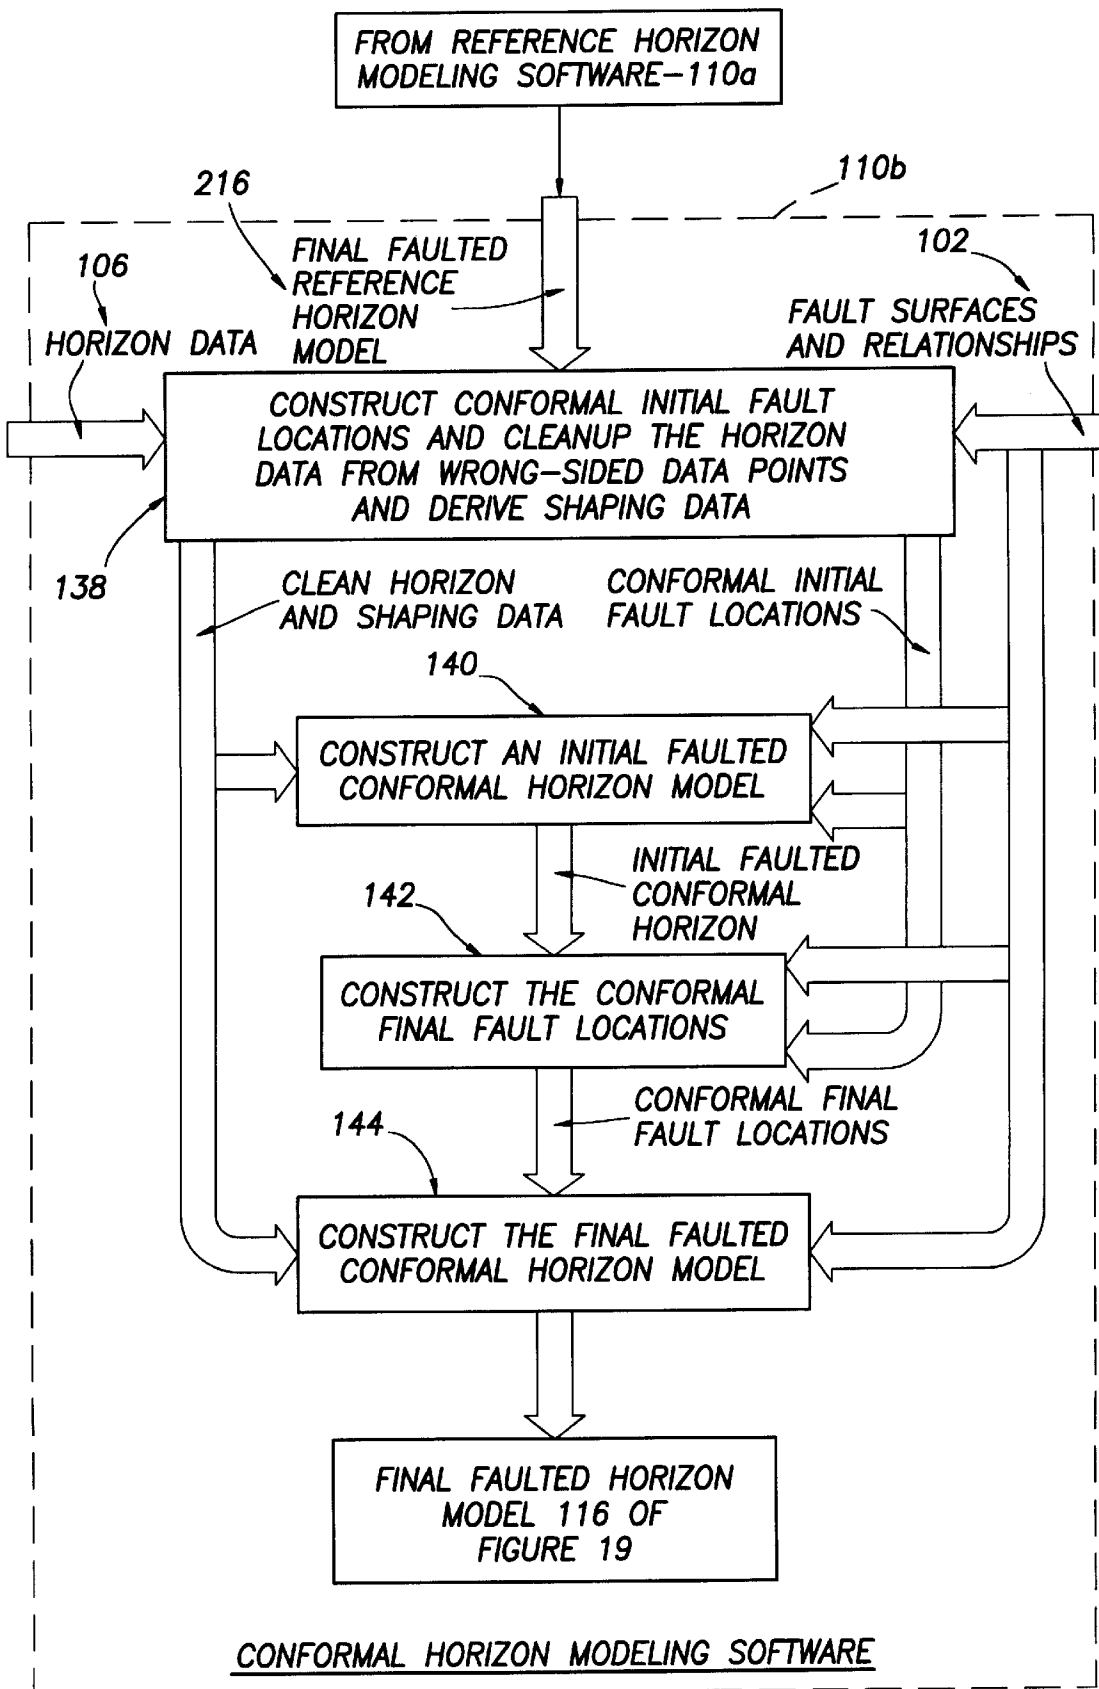 FROM REFERENCE HORIZON
MODELING SOFTWARE-110a
110b
216
FINAL FAULTED
REFERENCE
HORIZON
MODEL
106
HORIZON DATA
102
FAULT SURFACES
AND RELATIONSHIPS
CONSTRUCT CONFORMAL INITIAL FAULT
LOCATIONS AND CLEANUP THE HORIZON
DATA FROM WRONG-SIDED DATA POINTS
AND DERIVE SHAPING DATA
138
CLEAN HORIZON
AND SHAPING DATA
CONFORMAL INITIAL
FAULT LOCATIONS
140
CONSTRUCT AN INITIAL FAULTED
CONFORMAL HORIZON MODEL
INITIAL FAULTED
CONFORMAL
HORIZON
142
CONSTRUCT THE CONFORMAL
FINAL FAULT LOCATIONS
CONFORMAL FINAL
FAULT LOCATIONS
144
CONSTRUCT THE FINAL FAULTED
CONFORMAL HORIZON MODEL
FINAL FAULTED HORIZON
MODEL 116 OF
FIGURE 19
CONFORMAL HORIZON MODELING SOFTWARE